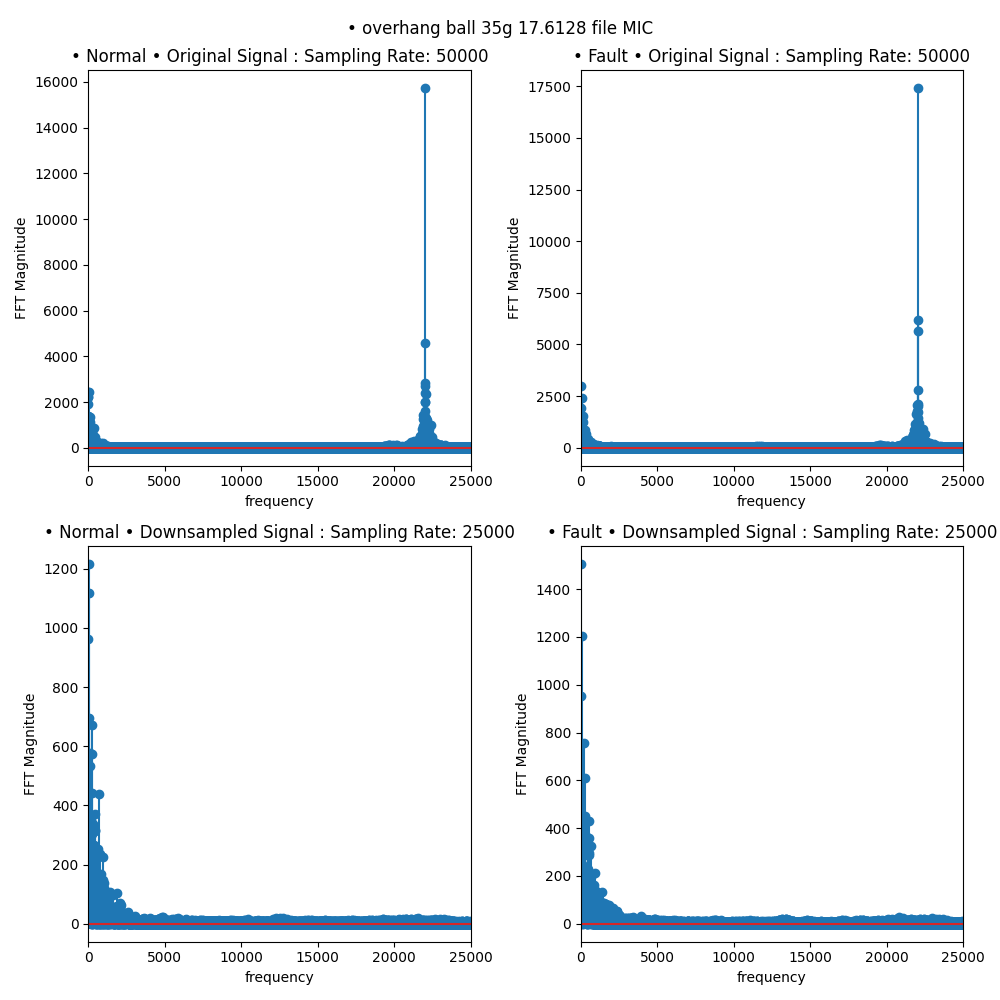 • overhang ball 35g 17.6128 file MIC
• Normal • Original Signal : Sampling Rate: 50000
• Fault • Original Signal : Sampling Rate: 50000
FFT Magnitude
16000
14000
12000
10000
8000
6000
4000
2000
0
0 5000 10000 15000 20000 25000
frequency
FFT Magnitude
17500
15000
12500
10000
7500
5000
2500
0
0 5000 10000 15000 20000 25000
frequency
• Normal • Downsampled Signal : Sampling Rate: 25000
• Fault • Downsampled Signal : Sampling Rate: 25000
FFT Magnitude
1200
1000
800
600
400
200
0
0 5000 10000 15000 20000 25000
frequency
FFT Magnitude
1400
1200
1000
800
600
400
200
0
0 5000 10000 15000 20000 25000
frequency